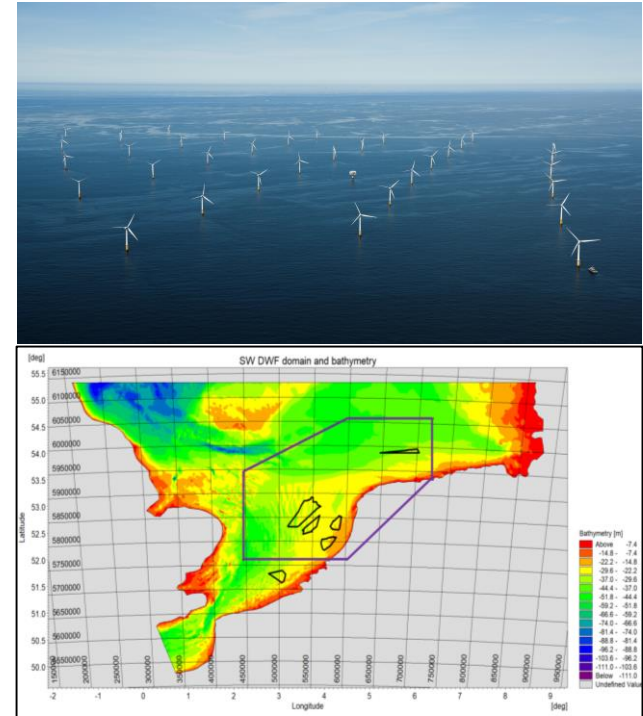 SW DWF domain and bathymetry
[deg]
55.5
55.0
54.5
54.0
53.5
53.0
52.5
52.0
51.5
51.0
50.5
50.0
Latitude
6150000
6100000
6050000
6000000
5950000
5900000
5850000
5800000
5750000
5700000
5650000
5600000
5550000
150000
200000
250000
300000
350000
400000
450000
500000
550000
600000
650000
700000
750000
800000
850000
900000
-2 -1 0 1 2 3 4 5 6 7 8 9
Longitude
[deg]
Bathymetry [m]
Above -7.4
-14.8 - -7.4
-22.2 - -14.8
-29.6 - -22.2
-37.0 - -29.6
-44.4 - -37.0
-51.8 - -44.4
-59.2 - -51.8
-66.6 - -59.2
-74.0 - -66.6
-81.4 - -74.0
-88.8 - -81.4
-96.2 - -88.8
-103.6 - -96.2
-111.0 - -103.6
Below -111.0
Undefined Value